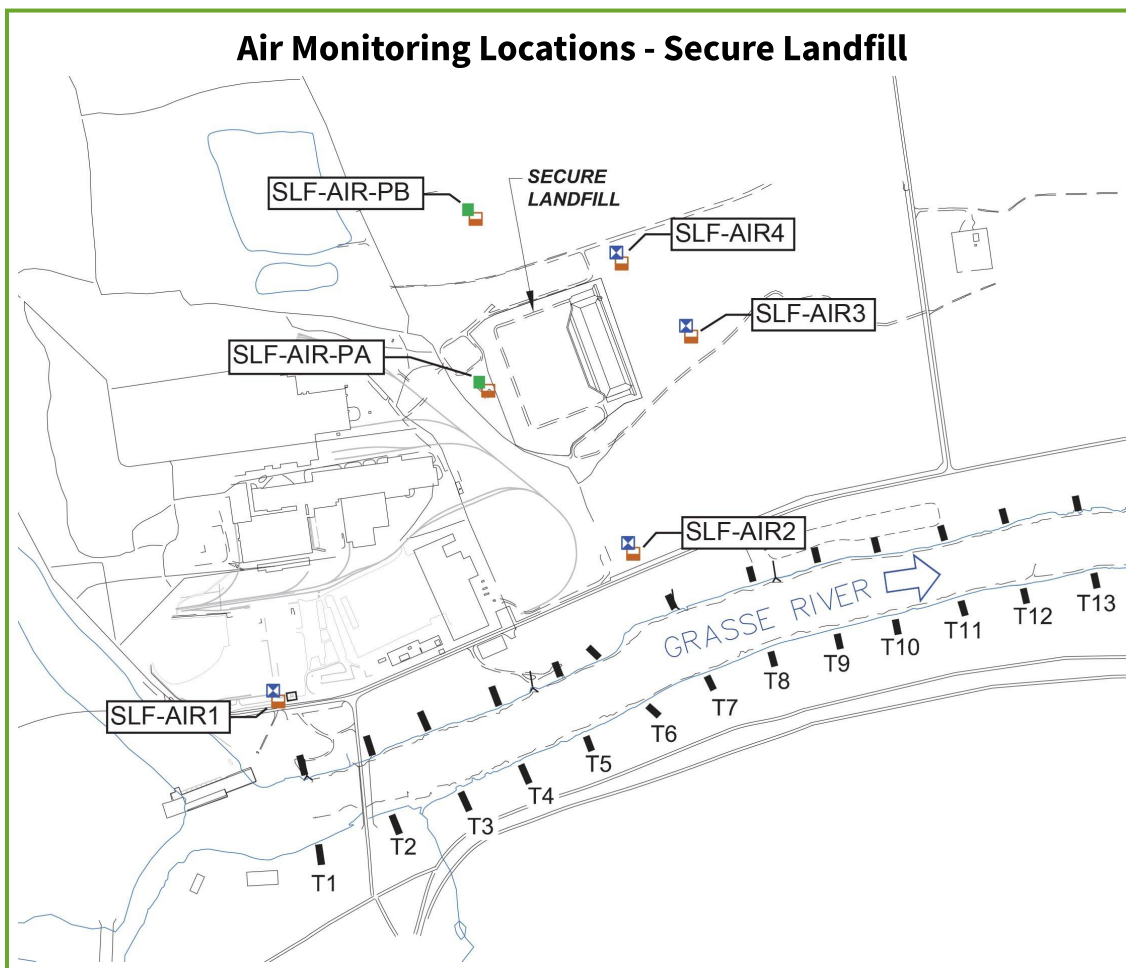 Air Monitoring Locations - Secure Landfill
SLF-AIR-PB
SECURE
LANDFILL
SLF-AIR4
SLF-AIR3
SLF-AIR-PA
SLF-AIR2
GRASSE RIVER
T13
T12
T11
T10
T9
T8
T7
T6
SLF-AIR1
T5
T4
T3
T2
T1